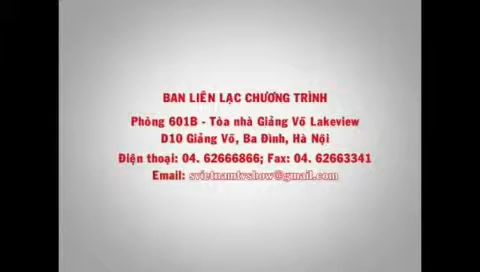 BAN LIÊN LẠC CHƯƠNG TRÌNH
Phòng 601B - Tòa nhà Giảng Võ Lakeview
D10 Giảng Võ, Ba Đình, Hà Nội
Điện thoại: 04. 62666866; Fax: 04. 62663341
Email: svietnamtvshow@gmail.com